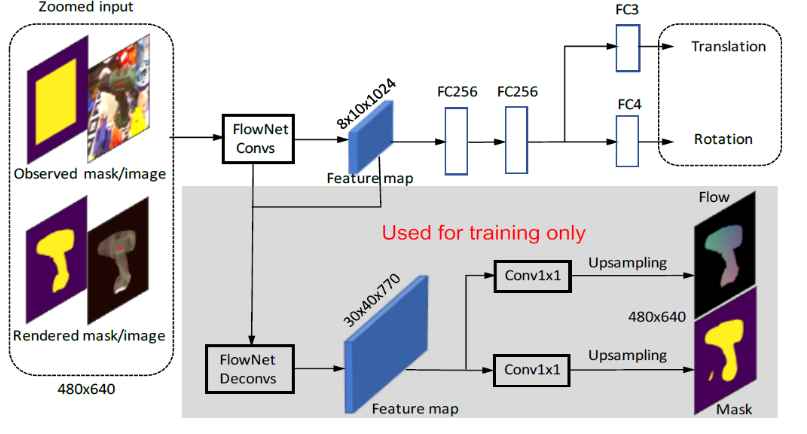 Zoomed input
Observed mask/image
Rendered mask/image
480x640
FlowNet
Convs
8x10x1024
Feature map
FC256
FC256
FC3
FC4
Translation
Rotation
Used for training only
FlowNet
Deconvs
30x40x770
Feature map
Conv1x1
Upsampling
Flow
480x640
Conv1x1
Upsampling
Mask